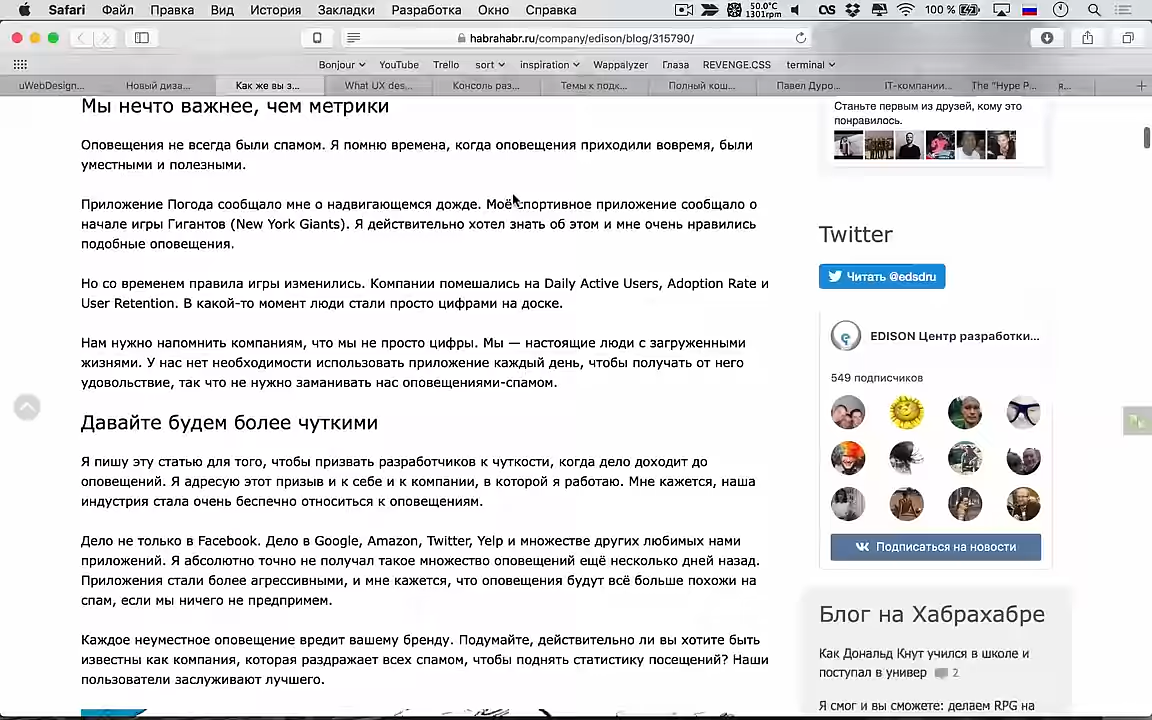 Safari Файл Правка Вид История Закладки Разработка Окно Справка
50.0°C
1301rpm
100 %
habrahabr.ru/company/edison/blog/315790/
Bonjour YouTube Trello sort inspiration Wappalyzer Глаза REVENGE.CSS terminal
uWebDesign... Новый диза... Как же вы з... What UX des... Консоль раз... Темы к подк... Полный кош... Павел Дуро... IT-компании... The "Hype P... я...
Мы нечто важнее, чем метрики
Оповещения не всегда были спамом. Я помню времена, когда оповещения приходили вовремя, были
уместными и полезными.
Приложение Погода сообщало мне о надвигающемся дожде. Моё спортивное приложение сообщало о
начале игры Гигантов (New York Giants). Я действительно хотел знать об этом и мне очень нравились
подобные оповещения.
Но со временем правила игры изменились. Компании помешались на Daily Active Users, Adoption Rate и
User Retention. В какой-то момент люди стали просто цифрами на доске.
Нам нужно напомнить компаниям, что мы не просто цифры. Мы — настоящие люди с загруженными
жизнями. У нас нет необходимости использовать приложение каждый день, чтобы получать от него
удовольствие, так что не нужно заманивать нас оповещениями-спамом.
Давайте будем более чуткими
Я пишу эту статью для того, чтобы призвать разработчиков к чуткости, когда дело доходит до
оповещений. Я адресую этот призыв и к себе и к компании, в которой я работаю. Мне кажется, наша
индустрия стала очень беспечно относиться к оповещениям.
Дело не только в Facebook. Дело в Google, Amazon, Twitter, Yelp и множестве других любимых нами
приложений. Я абсолютно точно не получал такое множество оповещений ещё несколько дней назад.
Приложения стали более агрессивными, и мне кажется, что оповещения будут всё больше похожи на
спам, если мы ничего не предпримем.
Каждое неуместное оповещение вредит вашему бренду. Подумайте, действительно ли вы хотите быть
известны как компания, которая раздражает всех спамом, чтобы поднять статистику посещений? Наши
пользователи заслуживают лучшего.
Станьте первым из друзей, кому это
понравилось.
Twitter
Читать @edsdru
EDISON Центр разработки...
549 подписчиков
Подписаться на новости
Блог на Хабрахабре
Как Дональд Кнут учился в школе и
поступал в универ 2
Я смог и вы сможете: делаем RPG на